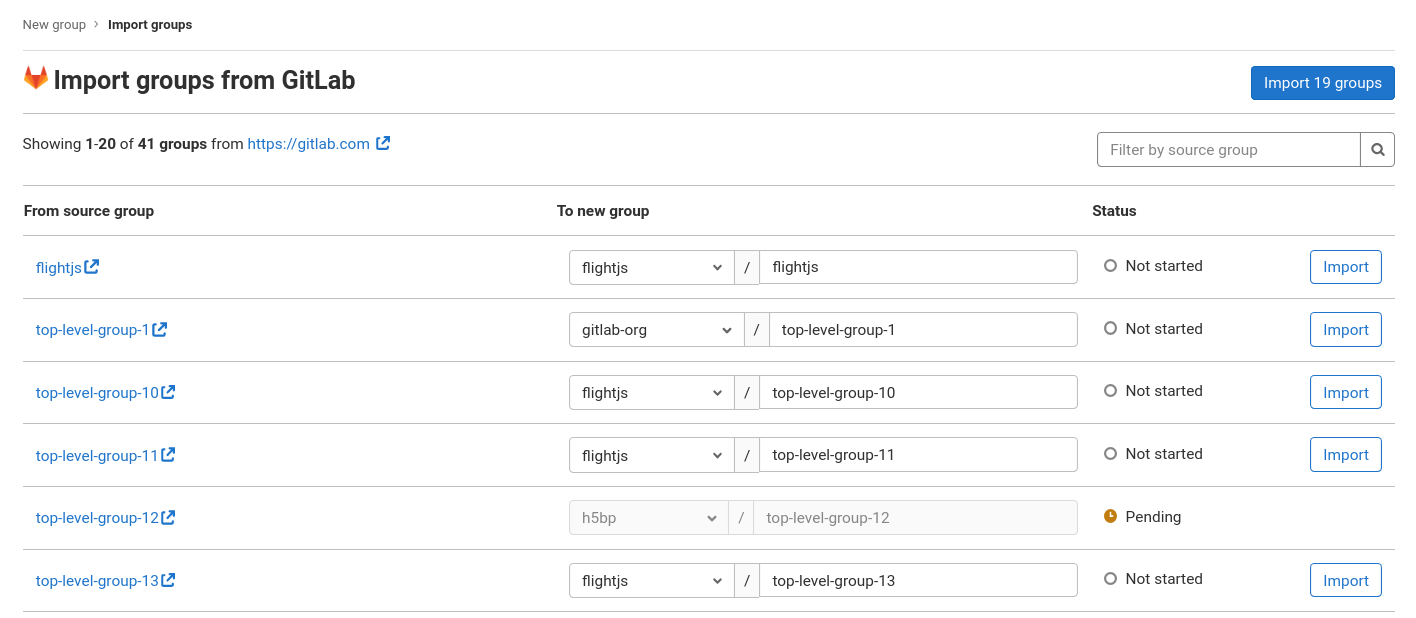 New group › Import groups
Import groups from GitLab
Import 19 groups
Showing 1-20 of 41 groups from https://gitlab.com
Filter by source group
From source group To new group Status
flightjs flightjs / flightjs Not started Import
top-level-group-1 gitlab-org / top-level-group-1 Not started Import
top-level-group-10 flightjs / top-level-group-10 Not started Import
top-level-group-11 flightjs / top-level-group-11 Not started Import
top-level-group-12 h5bp / top-level-group-12 Pending
top-level-group-13 flightjs / top-level-group-13 Not started Import